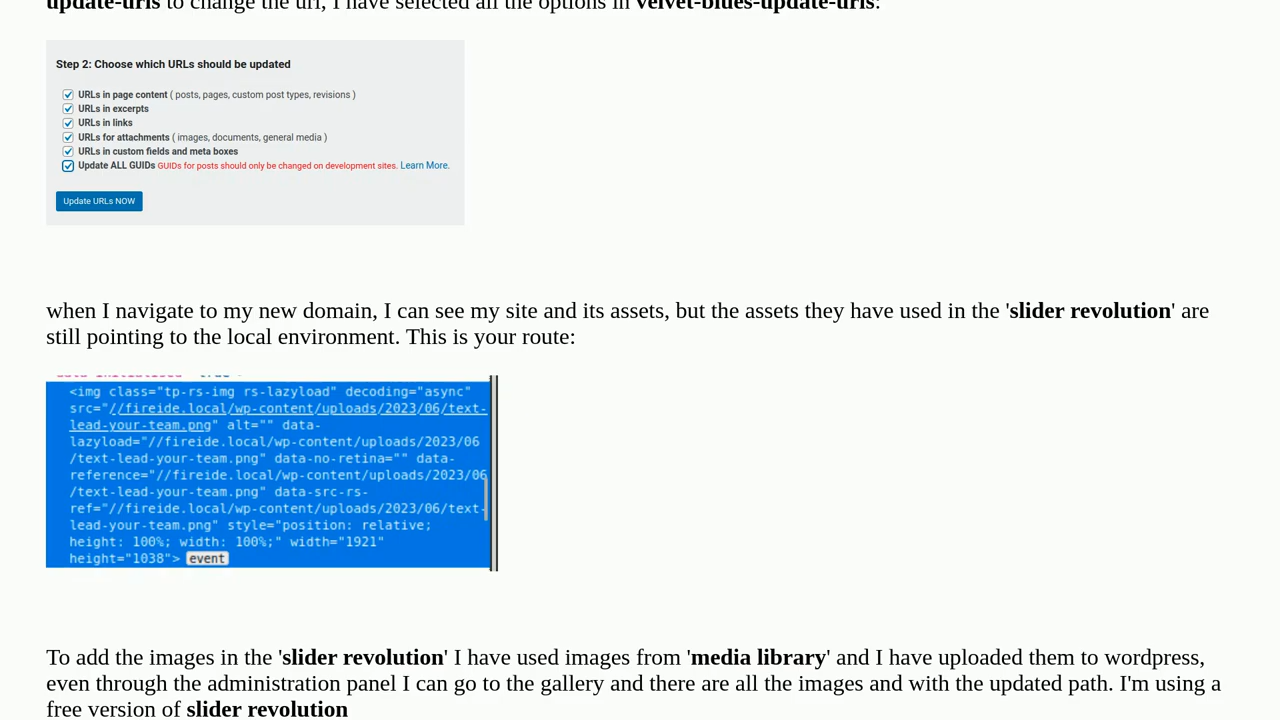 update-urls to change the url, I have selected all the options in velvet-blues-update-urls:
Step 2: Choose which URLs should be updated
URLs in page content ( posts, pages, custom post types, revisions )
URLs in excerpts
URLs in links
URLs for attachments ( images, documents, general media )
URLs in custom fields and meta boxes
Update ALL GUIDs GUIDs for posts should only be changed on development sites. Learn More.
Update URLs NOW
when I navigate to my new domain, I can see my site and its assets, but the assets they have used in the 'slider revolution' are
still pointing to the local environment. This is your route:
<img class="tp-rs-img rs-lazyload" decoding="async"
src="//fireide.local/wp-content/uploads/2023/06/text-
lead-your-team.png" alt="" data-
lazyload="//fireide.local/wp-content/uploads/2023/06
/text-lead-your-team.png" data-no-retina="" data-
reference="//fireide.local/wp-content/uploads/2023/06
/text-lead-your-team.png" data-src-rs-
ref="//fireide.local/wp-content/uploads/2023/06/text-
lead-your-team.png" style="position: relative;
height: 100%; width: 100%;" width="1921"
height="1038"> event
To add the images in the 'slider revolution' I have used images from 'media library' and I have uploaded them to wordpress,
even through the administration panel I can go to the gallery and there are all the images and with the updated path. I'm using a
free version of slider revolution